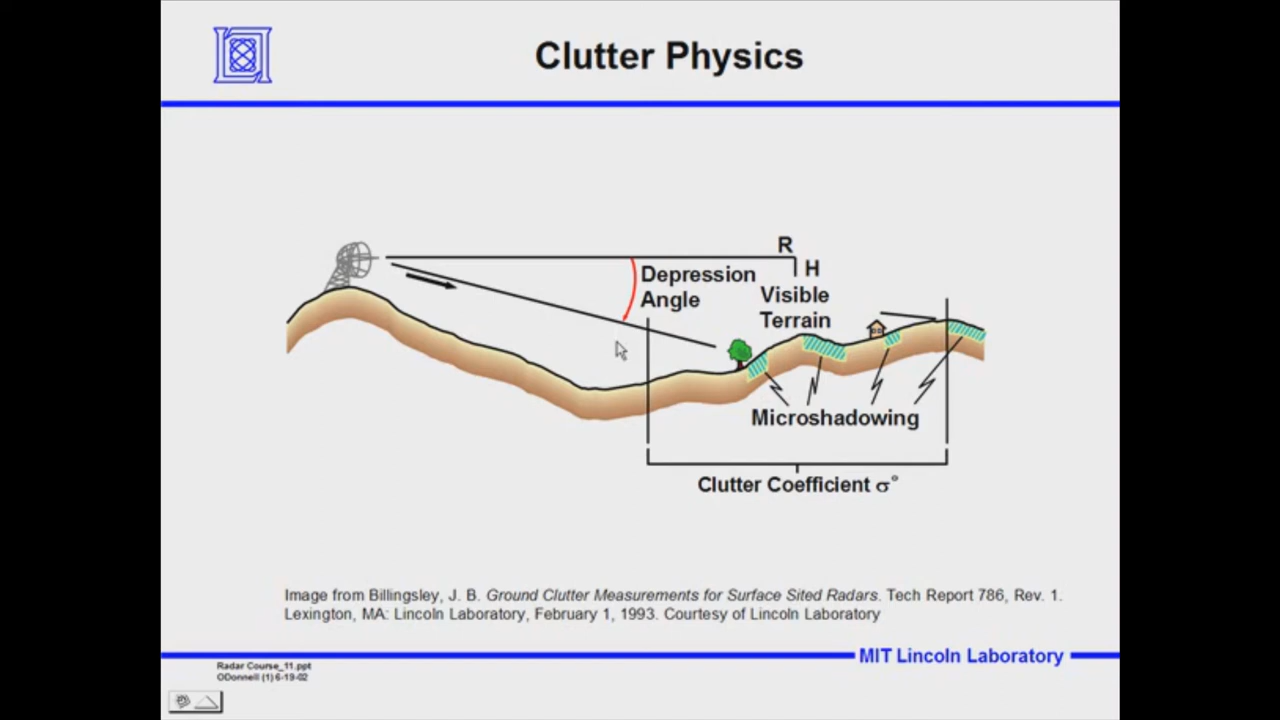 Clutter Physics
R
H
Depression
Angle
Visible
Terrain
Microshadowing
Clutter Coefficient σ°
Image from Billingsley, J. B. Ground Clutter Measurements for Surface Sited Radars. Tech Report 786, Rev. 1.
Lexington, MA: Lincoln Laboratory, February 1, 1993. Courtesy of Lincoln Laboratory
MIT Lincoln Laboratory
Radar Course_11.ppt
ODonnell (1) 6-19-02